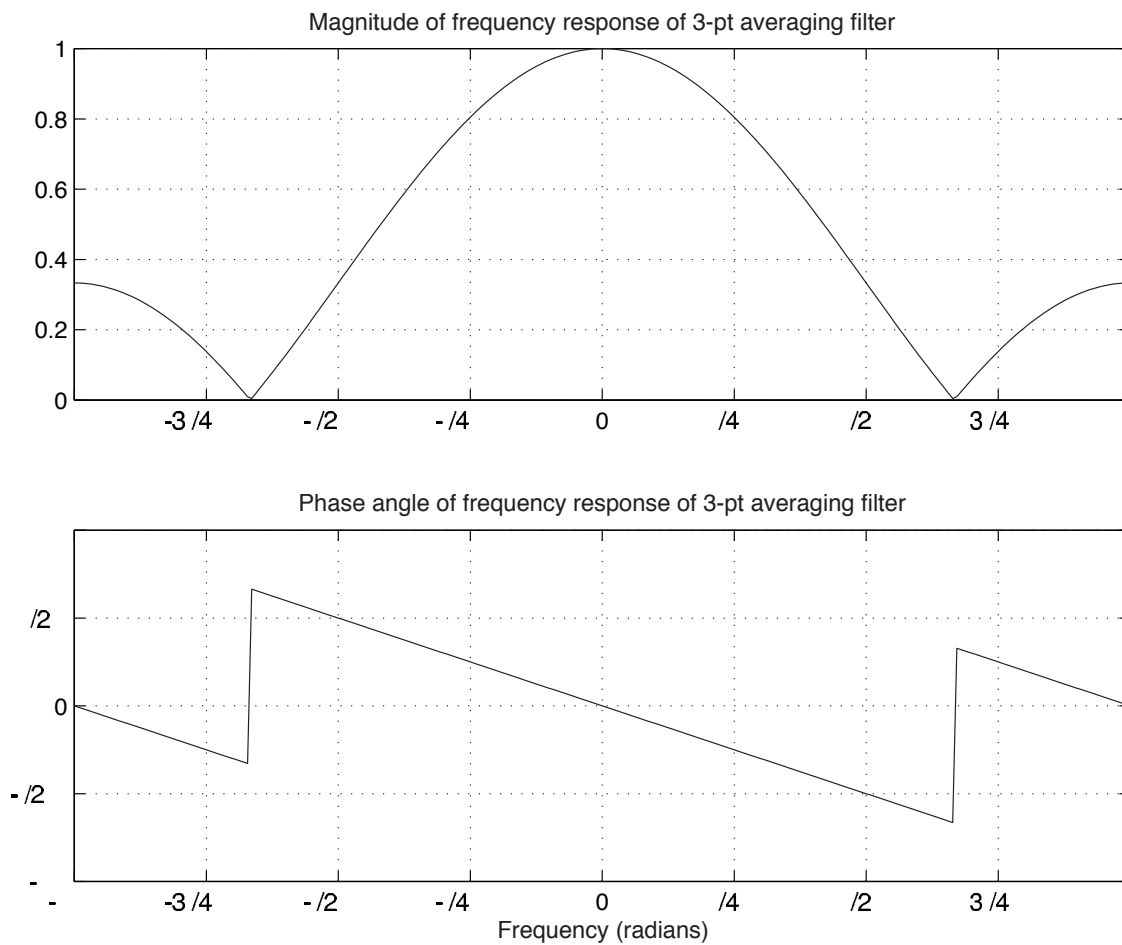 Magnitude of frequency response of 3-pt averaging filter
1
0.8
0.6
0.4
0.2
0
-3 /4 - /2 - /4 0 /4 /2 3 /4
Phase angle of frequency response of 3-pt averaging filter
/2
0
- /2
-
- -3 /4 - /2 - /4 0 /4 /2 3 /4
Frequency (radians)